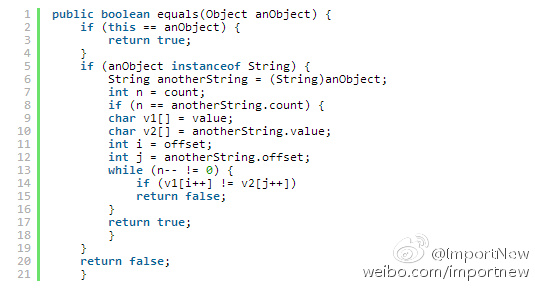 1 public boolean equals(Object anObject) {
2 if (this == anObject) {
3 return true;
4 }
5 if (anObject instanceof String) {
6 String anotherString = (String)anObject;
7 int n = count;
8 if (n == anotherString.count) {
9 char v1[] = value;
10 char v2[] = anotherString.value;
11 int i = offset;
12 int j = anotherString.offset;
13 while (n-- != 0) {
14 if (v1[i++] != v2[j++])
15 return false;
16 }
17 return true;
18 }
19 }
20 return false;
21 }
@ImportNew
weibo.com/importnew